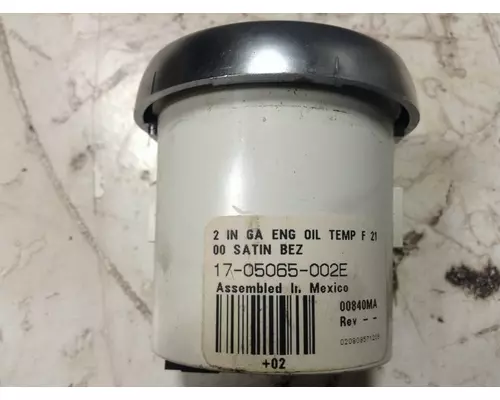 2 IN GA ENG OIL TEMP F 21
00 SATIN BEZ
17-05065-002E
Assembled In Mexico
00840MA
Rev - -
+02